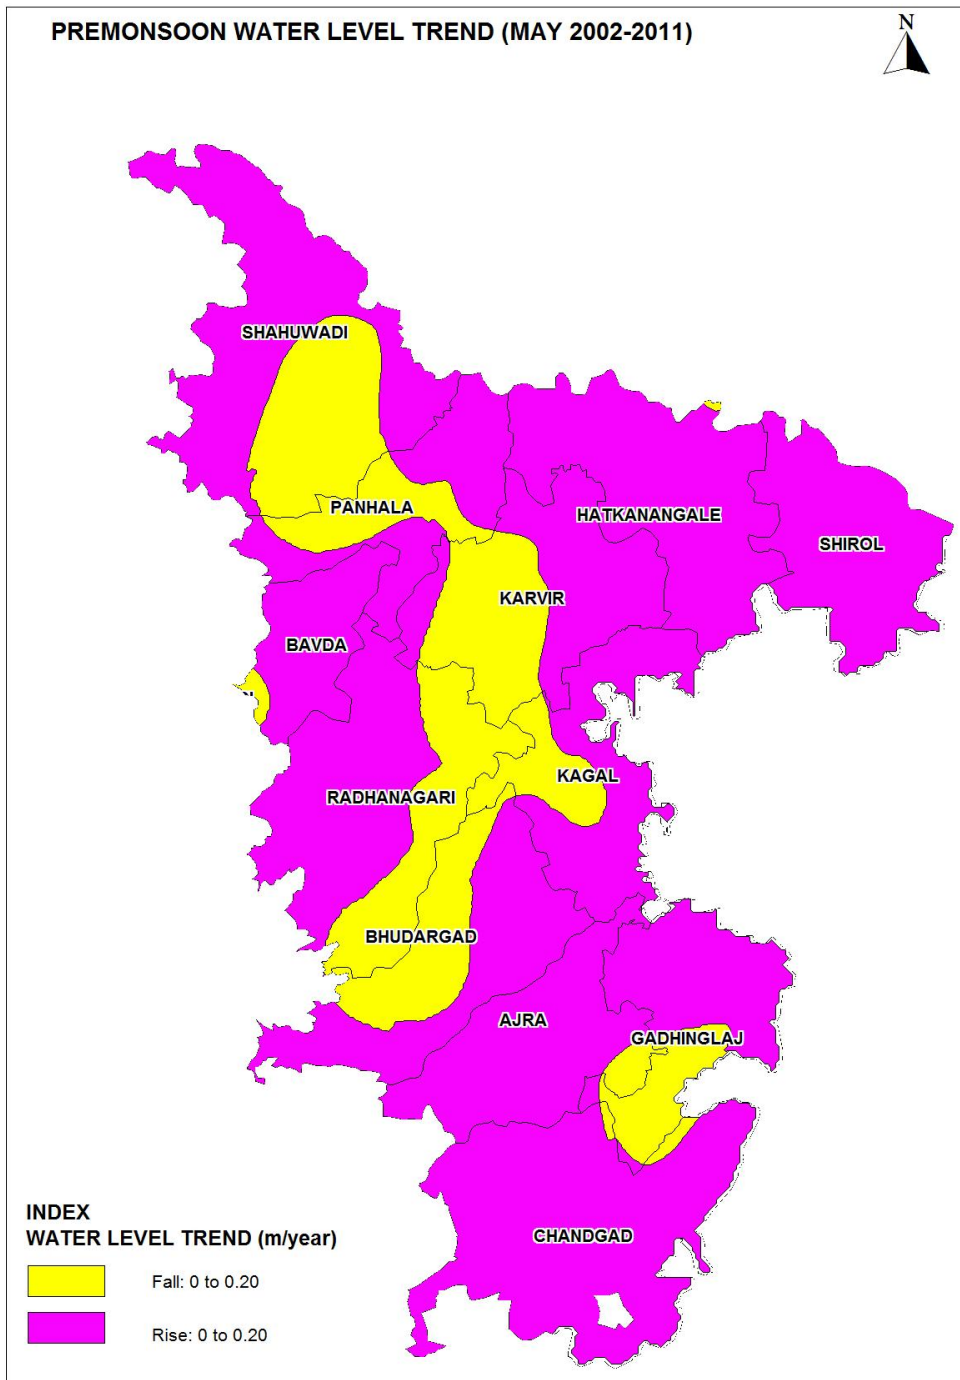 PREMONSOON WATER LEVEL TREND (MAY 2002-2011)
N
SHAHUWADI
PANHALA
HATKANANGALE
SHIROL
KARVIR
BAVDA
KAGAL
RADHANAGARI
BHUDARGAD
AJRA
GADHINGLAJ
CHANDGAD
INDEX
WATER LEVEL TREND (m/year)
Fall: 0 to 0.20
Rise: 0 to 0.20